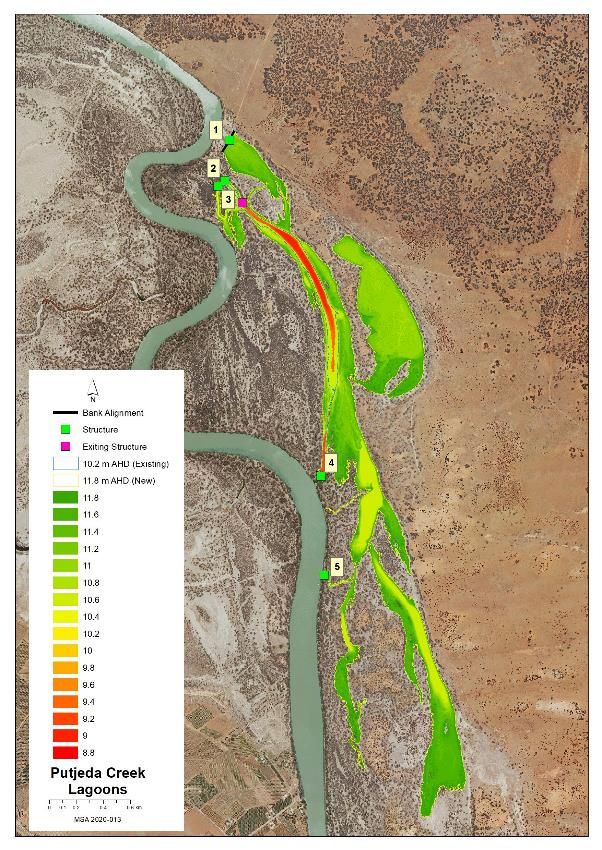 1
2
3
4
5
N
Bank Alignment
Structure
Exiting Structure
10.2 m AHD (Existing)
11.8 m AHD (New)
11.8
11.6
11.4
11.2
11
10.8
10.6
10.4
10.2
10
9.8
9.6
9.4
9.2
9
8.8
Putjeda Creek
Lagoons
MSA 2020-013